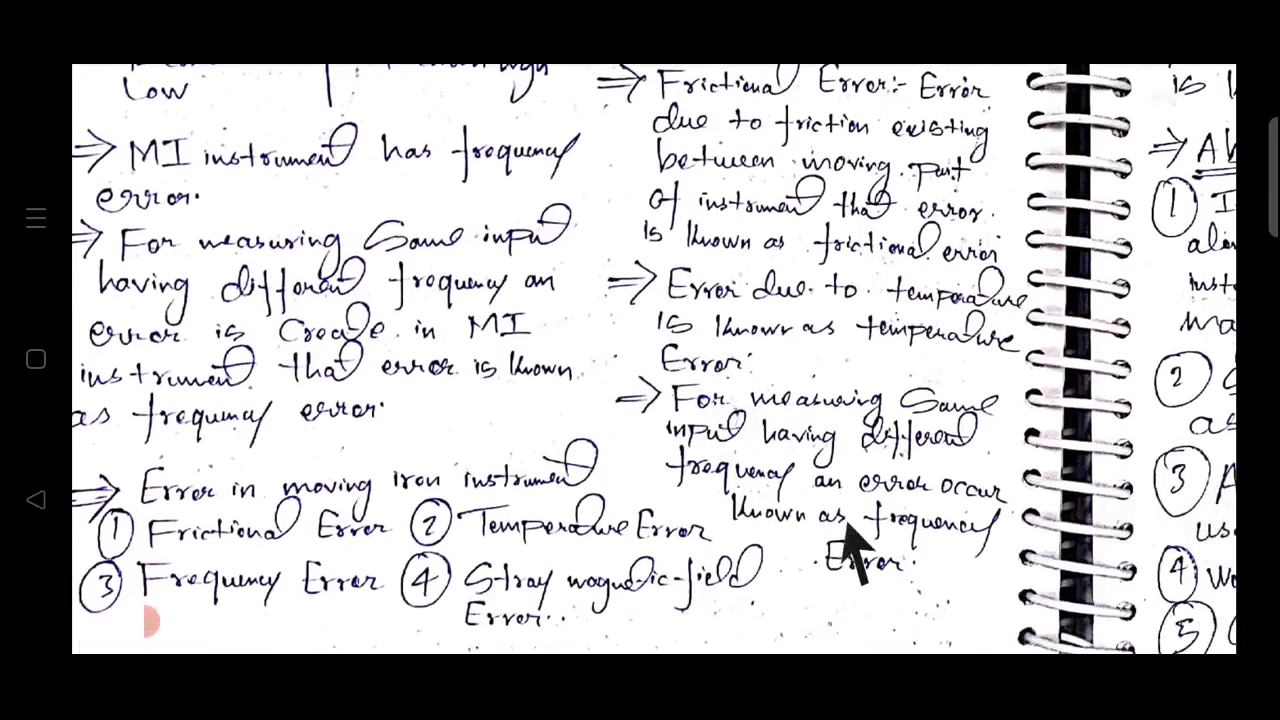 Low
⇒ MI instrument has frequency
error.
⇒ For measuring Same input
having different frequency an
error is Create in MI
instrument that error is known
as frequency error.
⇒ Error in moving iron instrument
① Frictional Error ② Temperature Error
③ Frequency Error ④ Stray magnetic field
Error.
⇒ Frictional Error:- Error
due to friction existing
between moving part
of instrument that error
is known as frictional error
⇒ Error due to temperature
is known as temperature
Error.
⇒ For measuring Same
input having different
frequency an error occur
known as frequency
Error.
①
②
③
④
⑤